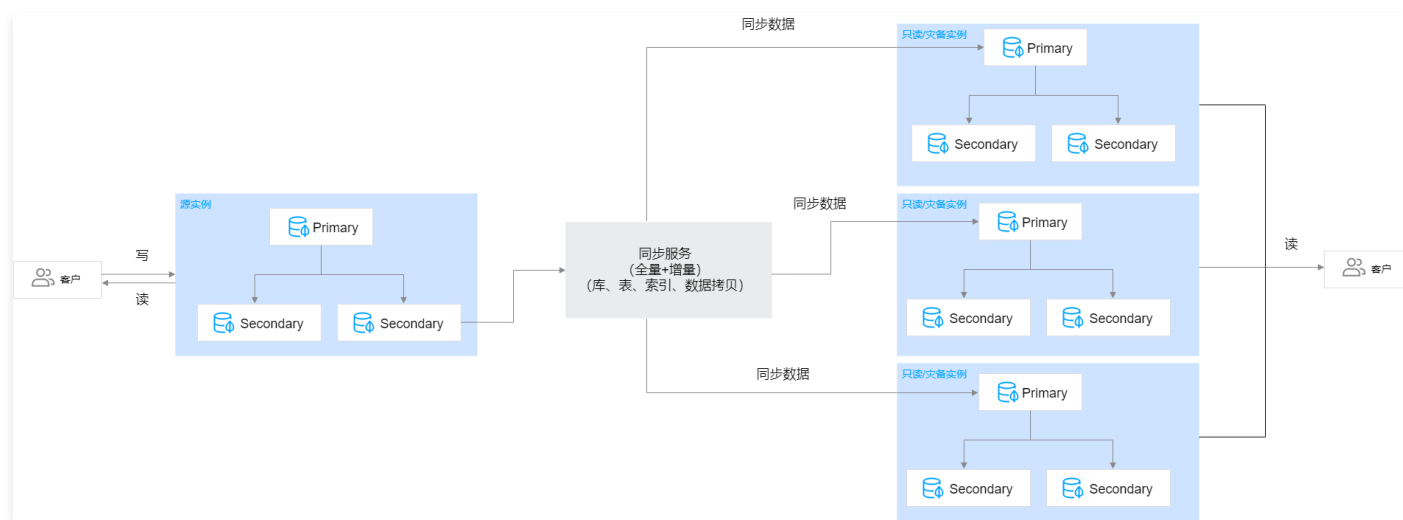 同步数据
只读/灾备实例
Primary
Secondary
Secondary
源实例
Primary
Secondary
Secondary
客户
写
读
同步服务
（全量+增量）
（库、表、索引、数据拷贝）
同步数据
只读/灾备实例
Primary
Secondary
Secondary
读
客户
同步数据
只读/灾备实例
Primary
Secondary
Secondary